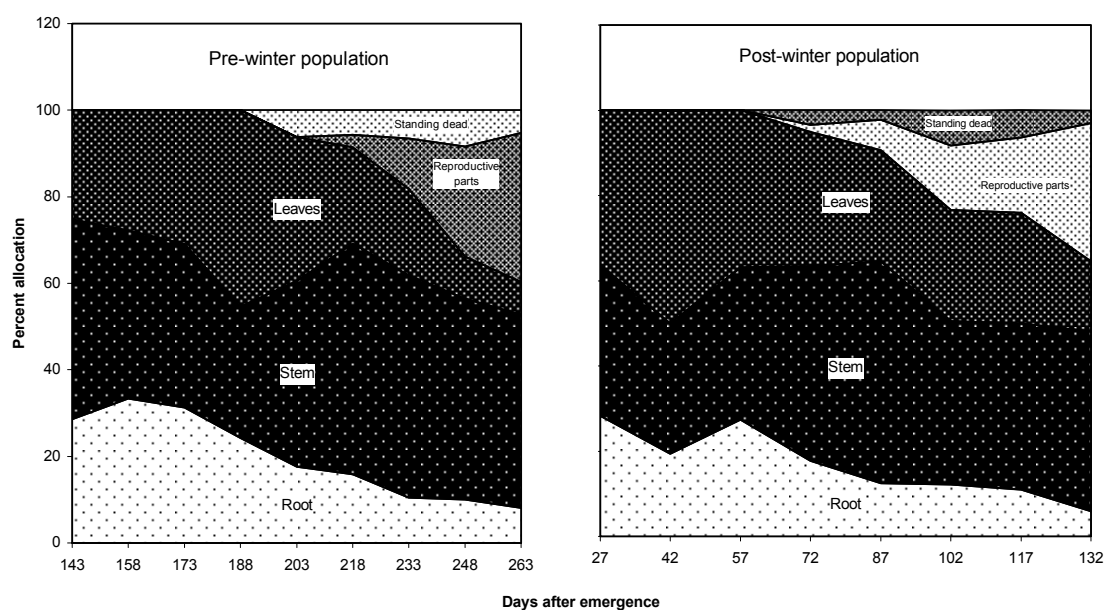 120
100
80
60
40
20
0
Percent allocation
Pre-winter population
Standing dead
Reproductive
parts
Leaves
Stem
Root
143 158 173 188 203 218 233 248 263
Post-winter population
Standing dead
Reproductive parts
Leaves
Stem
Root
27 42 57 72 87 102 117 132
Days after emergence